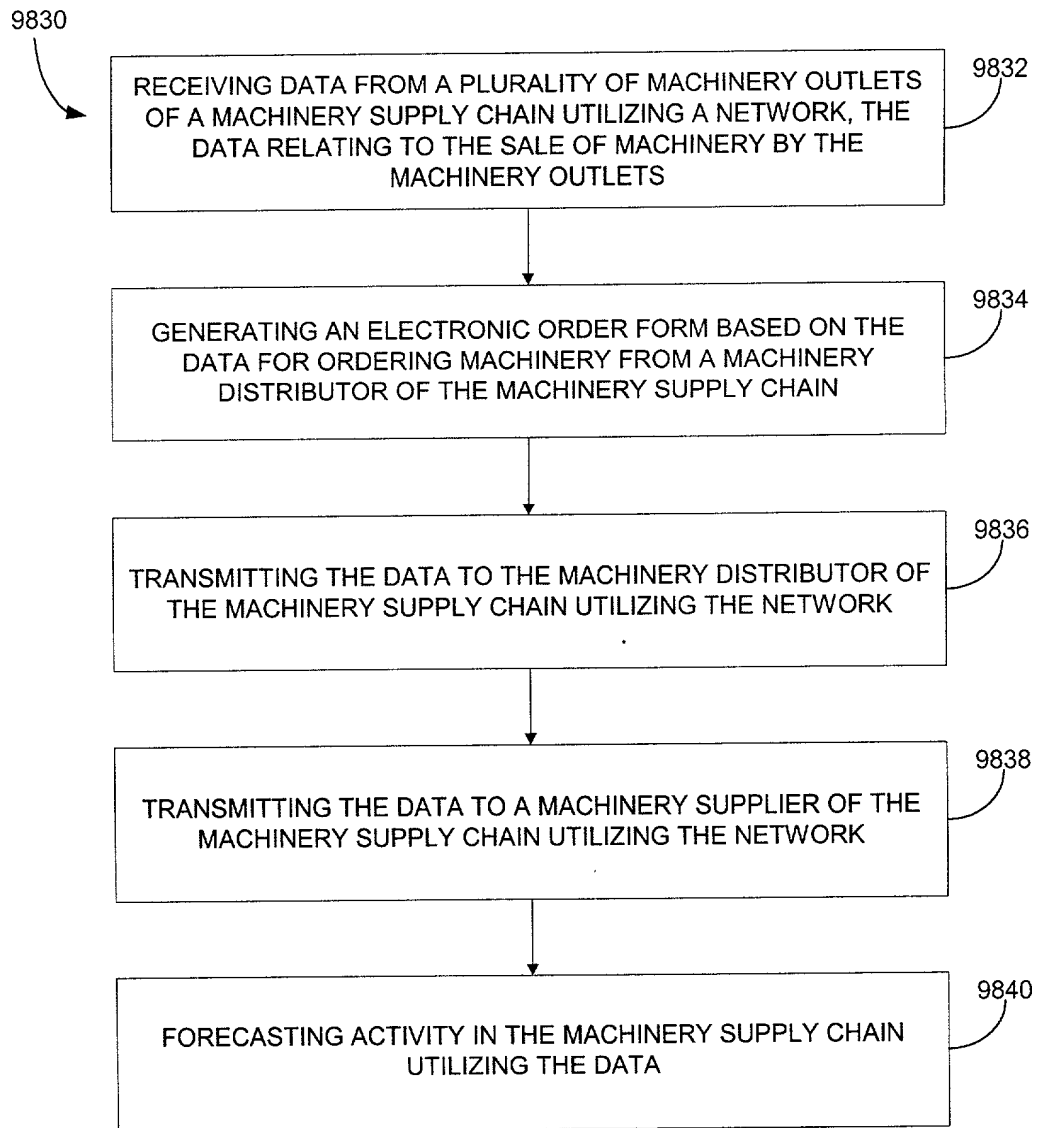 9830
9832
RECEIVING DATA FROM A PLURALITY OF MACHINERY OUTLETS
OF A MACHINERY SUPPLY CHAIN UTILIZING A NETWORK, THE
DATA RELATING TO THE SALE OF MACHINERY BY THE
MACHINERY OUTLETS
9834
GENERATING AN ELECTRONIC ORDER FORM BASED ON THE
DATA FOR ORDERING MACHINERY FROM A MACHINERY
DISTRIBUTOR OF THE MACHINERY SUPPLY CHAIN
9836
TRANSMITTING THE DATA TO THE MACHINERY DISTRIBUTOR OF
THE MACHINERY SUPPLY CHAIN UTILIZING THE NETWORK
9838
TRANSMITTING THE DATA TO A MACHINERY SUPPLIER OF THE
MACHINERY SUPPLY CHAIN UTILIZING THE NETWORK
9840
FORECASTING ACTIVITY IN THE MACHINERY SUPPLY CHAIN
UTILIZING THE DATA